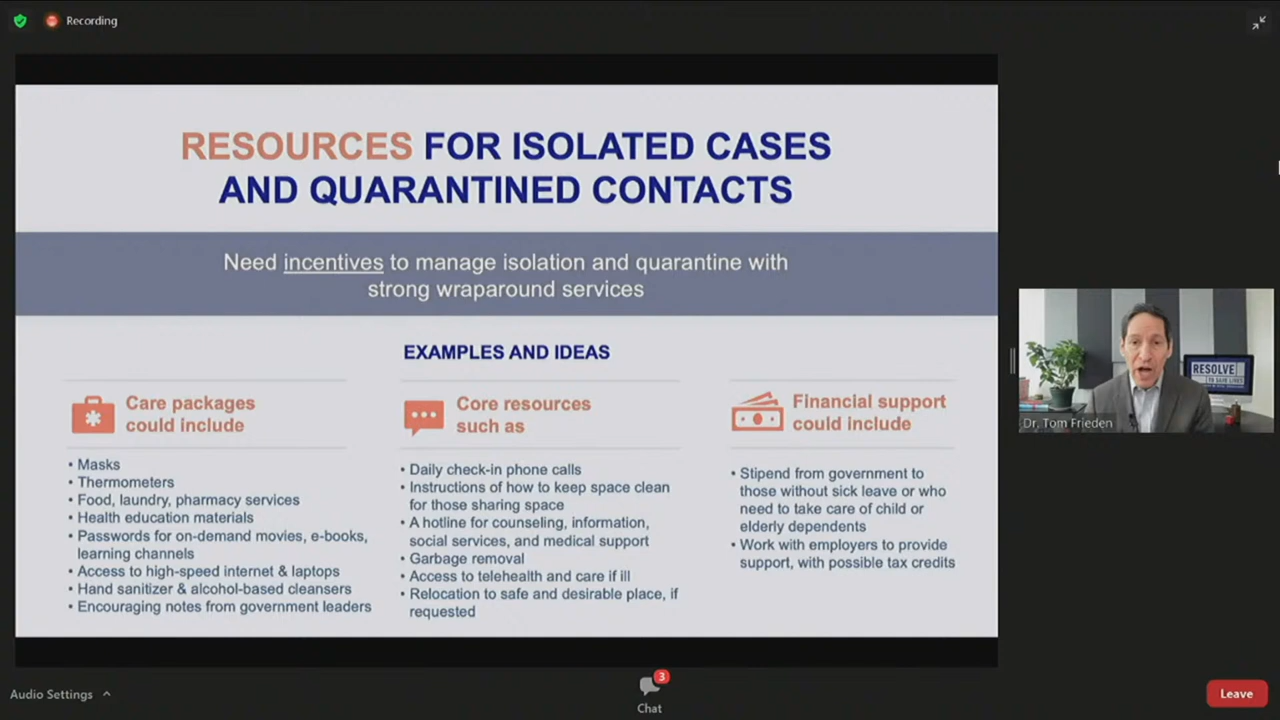 Recording
RESOURCES FOR ISOLATED CASES
AND QUARANTINED CONTACTS
Need incentives to manage isolation and quarantine with
strong wraparound services
EXAMPLES AND IDEAS
Care packages
could include
• Masks
• Thermometers
• Food, laundry, pharmacy services
• Health education materials
• Passwords for on-demand movies, e-books,
learning channels
• Access to high-speed internet & laptops
• Hand sanitizer & alcohol-based cleansers
• Encouraging notes from government leaders
Core resources
such as
• Daily check-in phone calls
• Instructions of how to keep space clean
for those sharing space
• A hotline for counseling, information,
social services, and medical support
• Garbage removal
• Access to telehealth and care if ill
• Relocation to safe and desirable place, if
requested
Financial support
could include
• Stipend from government to
those without sick leave or who
need to take care of child or
elderly dependents
• Work with employers to provide
support, with possible tax credits
RESOLVE
TO SAVE LIVES
Dr. Tom Frieden
Audio Settings
3
Chat
Leave